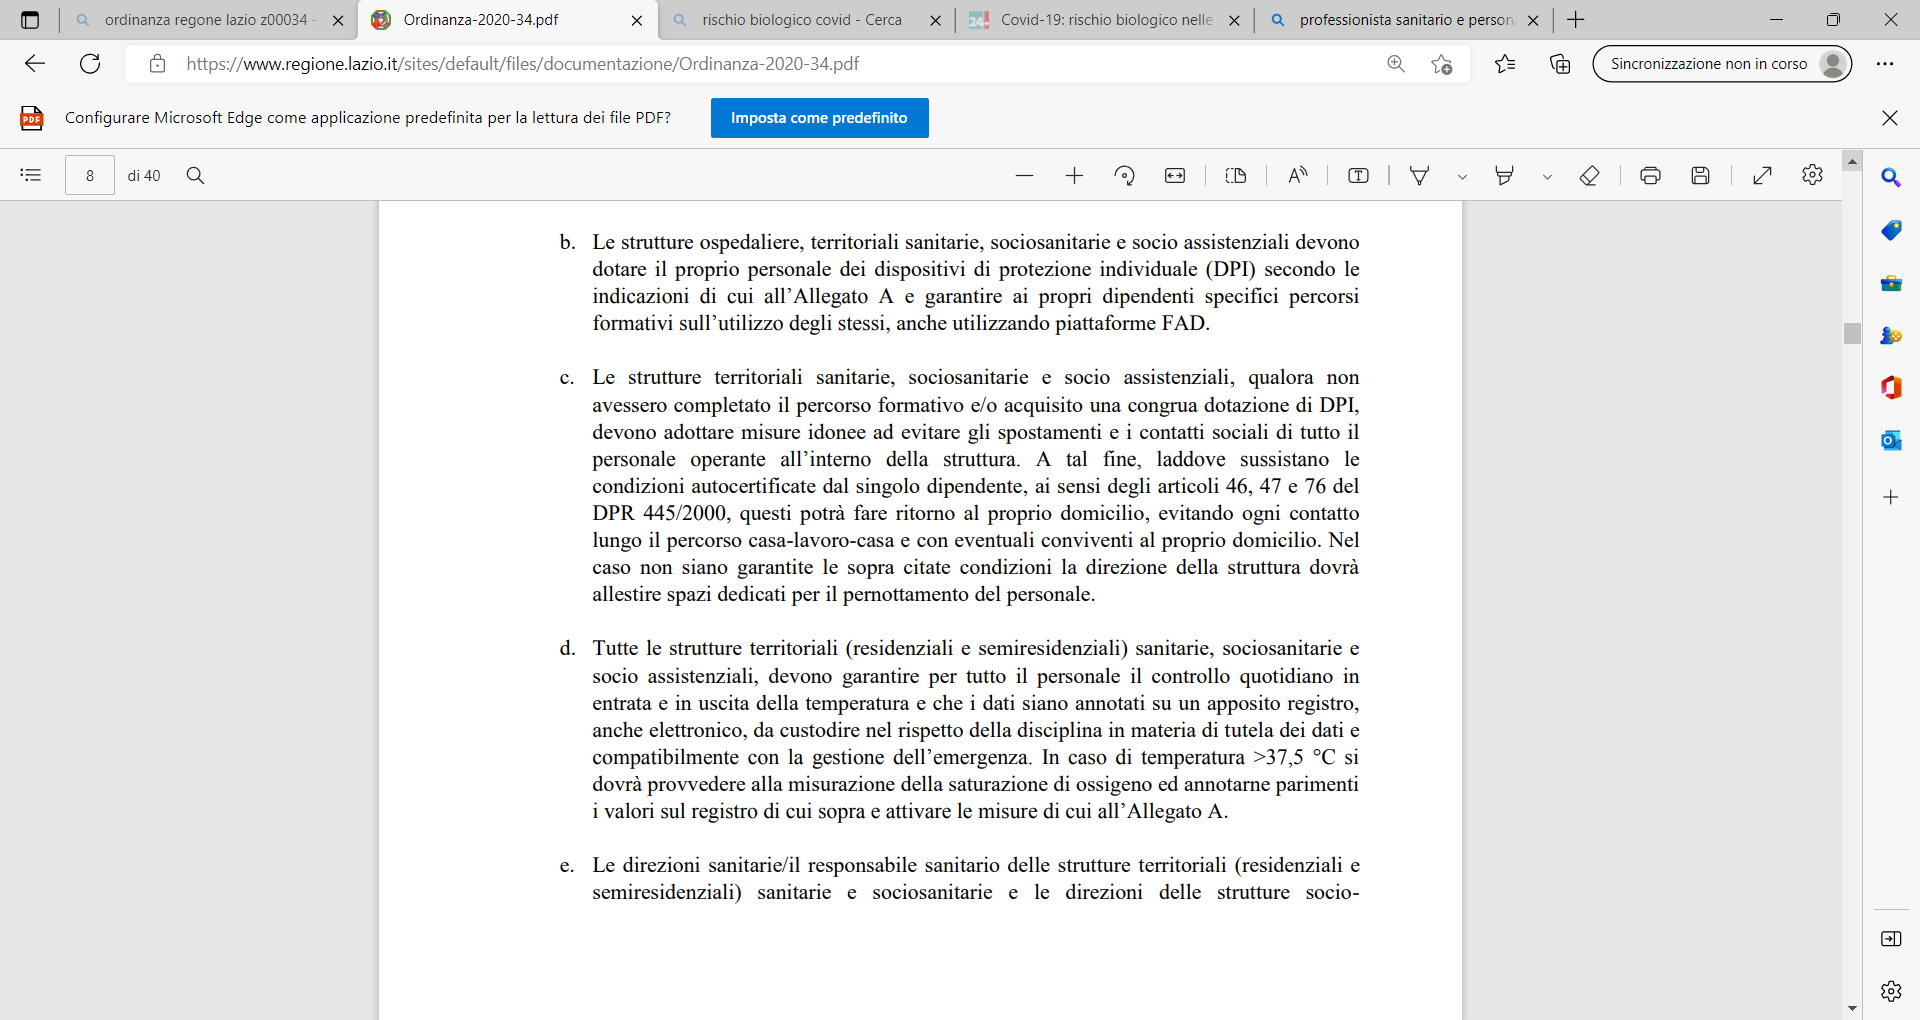 ordinanza regone lazio z00034 -
Ordinanza-2020-34.pdf
rischio biologico covid - Cerca
Covid-19: rischio biologico nelle
professionista sanitario e person
https://www.regione.lazio.it/sites/default/files/documentazione/Ordinanza-2020-34.pdf
Sincronizzazione non in corso
PDF
Configurare Microsoft Edge come applicazione predefinita per la lettura dei file PDF?
Imposta come predefinito
8 di 40
b. Le strutture ospedaliere, territoriali sanitarie, sociosanitarie e socio assistenziali devono
dotare il proprio personale dei dispositivi di protezione individuale (DPI) secondo le
indicazioni di cui all’Allegato A e garantire ai propri dipendenti specifici percorsi
formativi sull’utilizzo degli stessi, anche utilizzando piattaforme FAD.
c. Le strutture territoriali sanitarie, sociosanitarie e socio assistenziali, qualora non
avessero completato il percorso formativo e/o acquisito una congrua dotazione di DPI,
devono adottare misure idonee ad evitare gli spostamenti e i contatti sociali di tutto il
personale operante all’interno della struttura. A tal fine, laddove sussistano le
condizioni autocertificate dal singolo dipendente, ai sensi degli articoli 46, 47 e 76 del
DPR 445/2000, questi potrà fare ritorno al proprio domicilio, evitando ogni contatto
lungo il percorso casa-lavoro-casa e con eventuali conviventi al proprio domicilio. Nel
caso non siano garantite le sopra citate condizioni la direzione della struttura dovrà
allestire spazi dedicati per il pernottamento del personale.
d. Tutte le strutture territoriali (residenziali e semiresidenziali) sanitarie, sociosanitarie e
socio assistenziali, devono garantire per tutto il personale il controllo quotidiano in
entrata e in uscita della temperatura e che i dati siano annotati su un apposito registro,
anche elettronico, da custodire nel rispetto della disciplina in materia di tutela dei dati e
compatibilmente con la gestione dell’emergenza. In caso di temperatura >37,5 °C si
dovrà provvedere alla misurazione della saturazione di ossigeno ed annotarne parimenti
i valori sul registro di cui sopra e attivare le misure di cui all’Allegato A.
e. Le direzioni sanitarie/il responsabile sanitario delle strutture territoriali (residenziali e
semiresidenziali) sanitarie e sociosanitarie e le direzioni delle strutture socio-